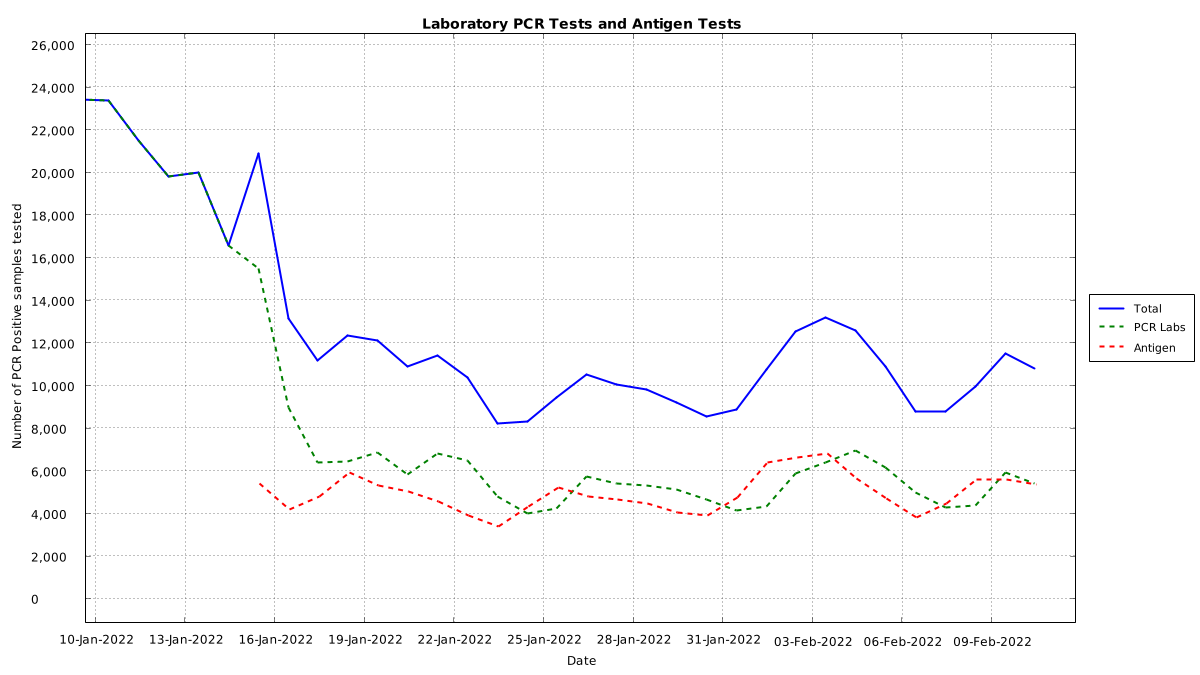 Laboratory PCR Tests and Antigen Tests
26,000
24,000
22,000
20,000
18,000
16,000
14,000
12,000
10,000
8,000
6,000
4,000
2,000
0
Number of PCR Positive samples tested
10-Jan-2022 13-Jan-2022 16-Jan-2022 19-Jan-2022 22-Jan-2022 25-Jan-2022 28-Jan-2022 31-Jan-2022 03-Feb-2022 06-Feb-2022 09-Feb-2022
Date
Total
PCR Labs
Antigen